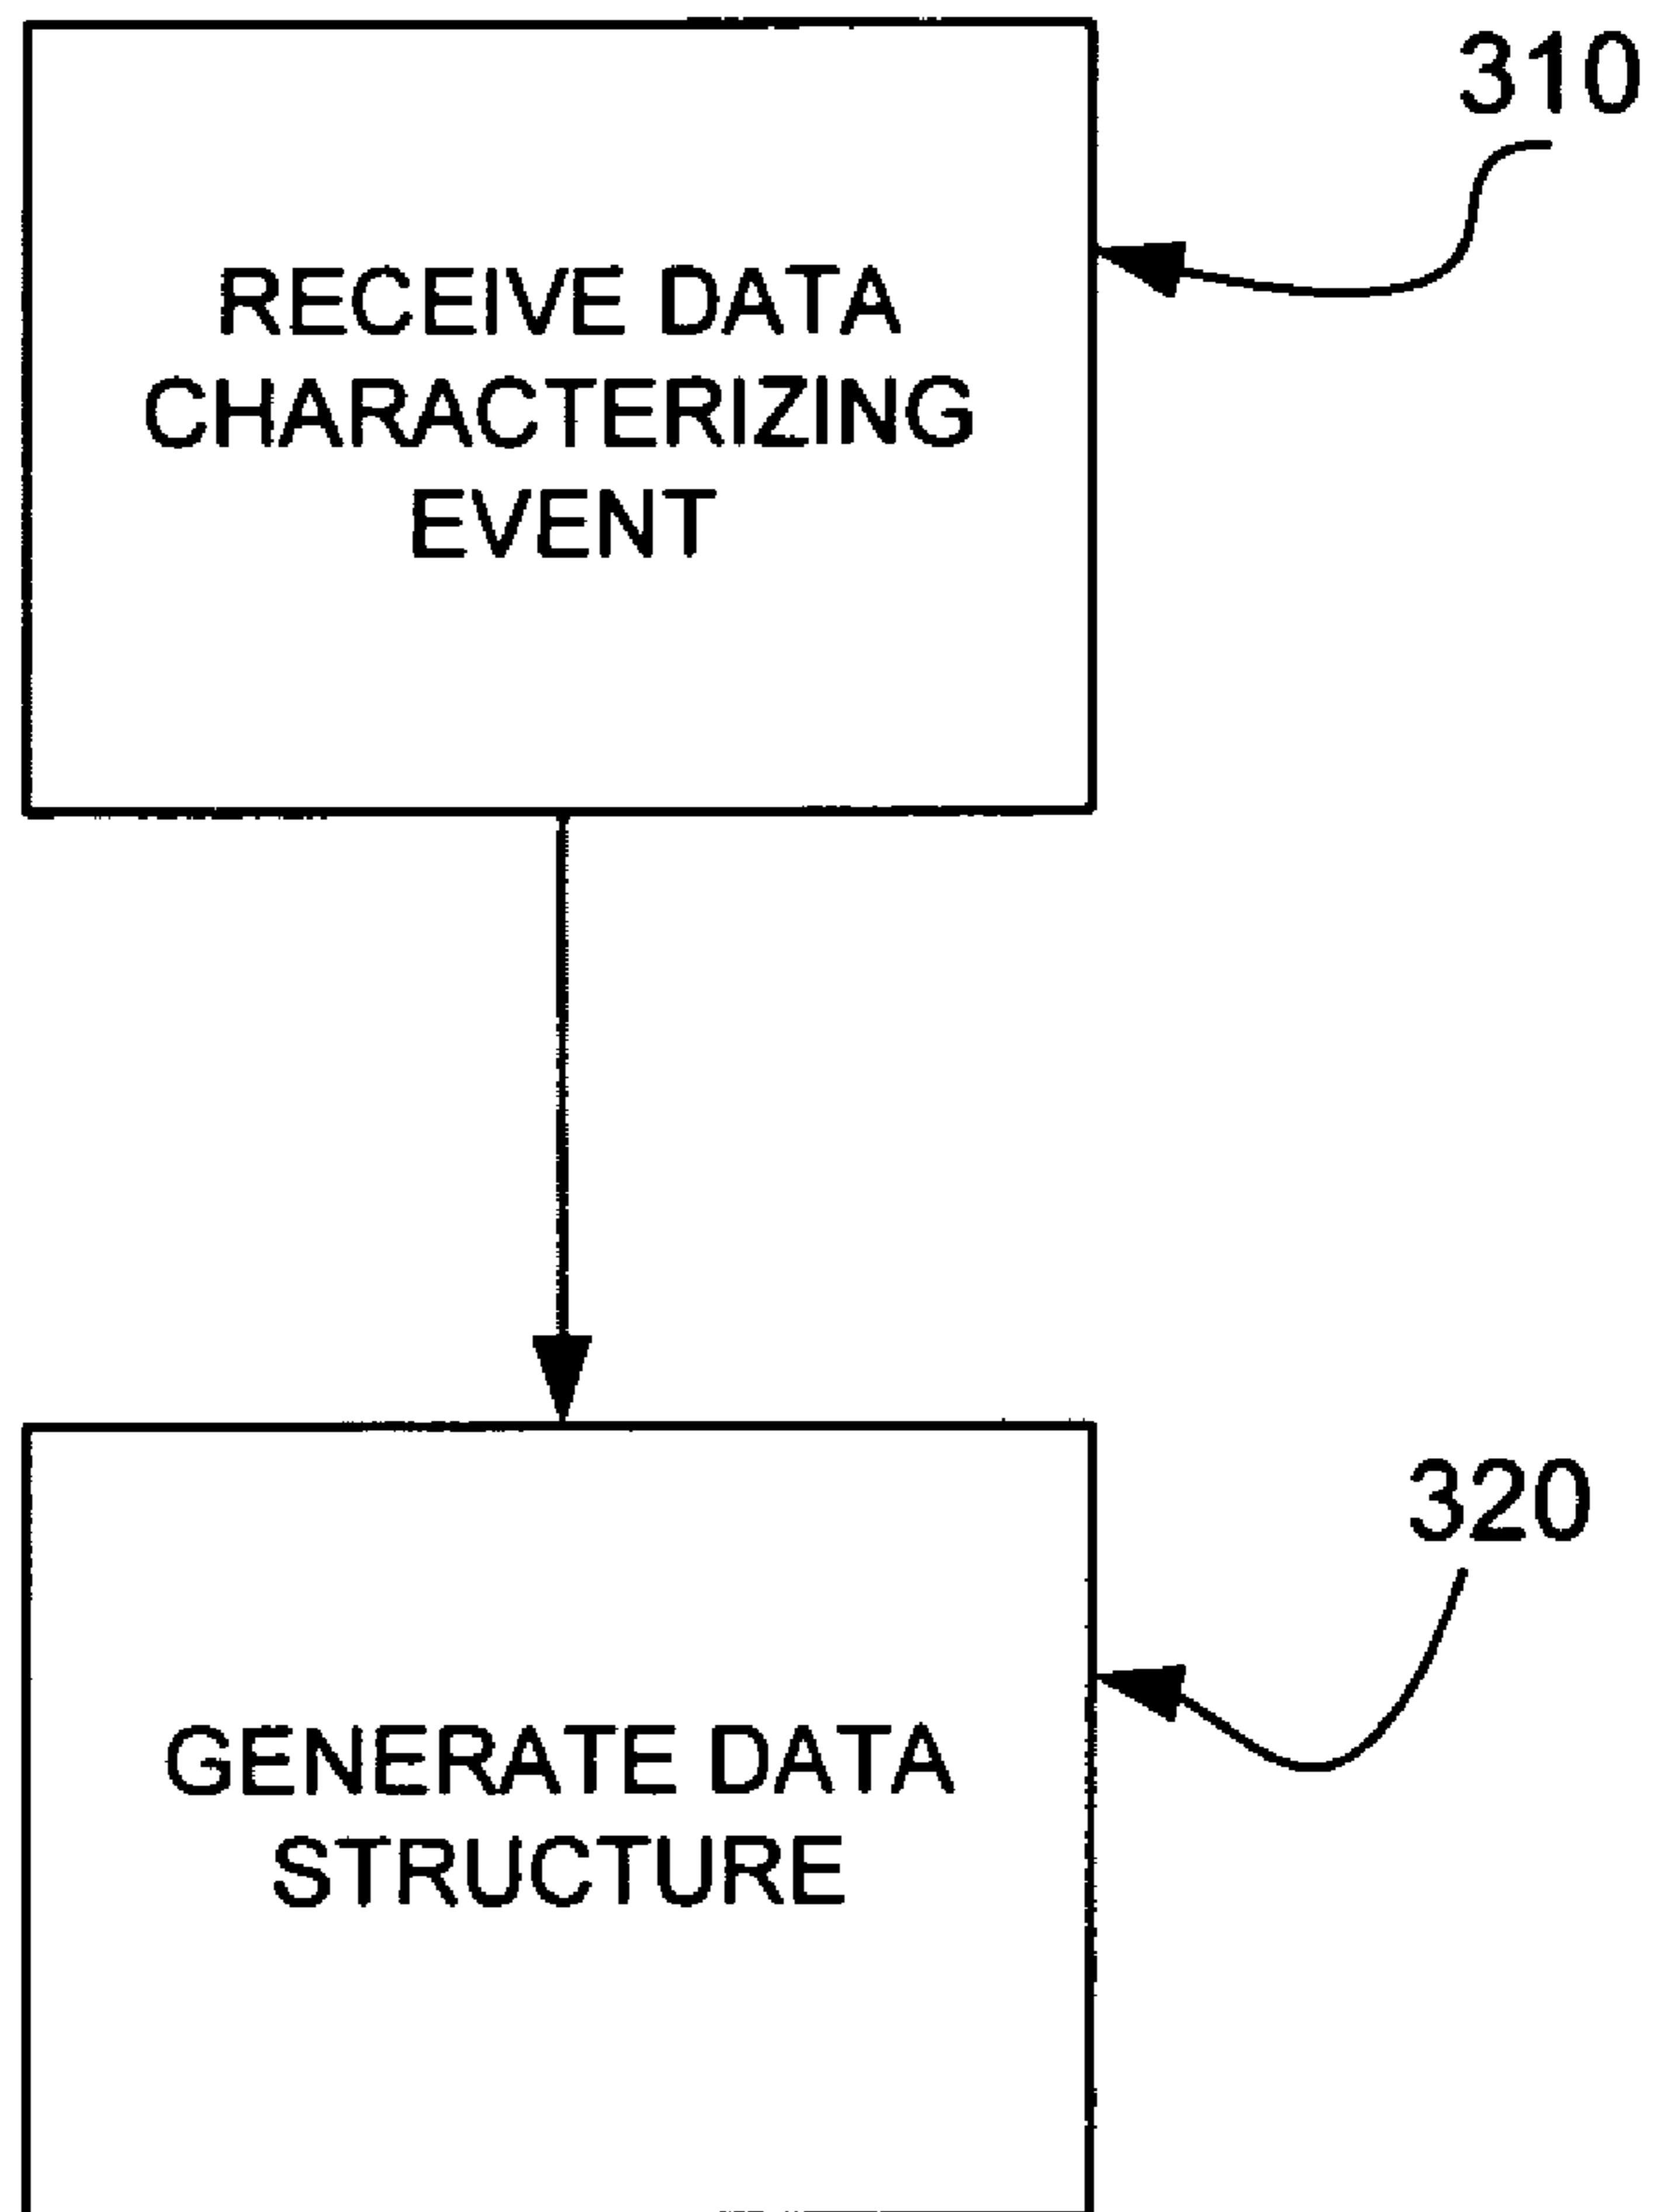 310
RECEIVE DATA
CHARACTERIZING
EVENT
320
GENERATE DATA
STRUCTURE